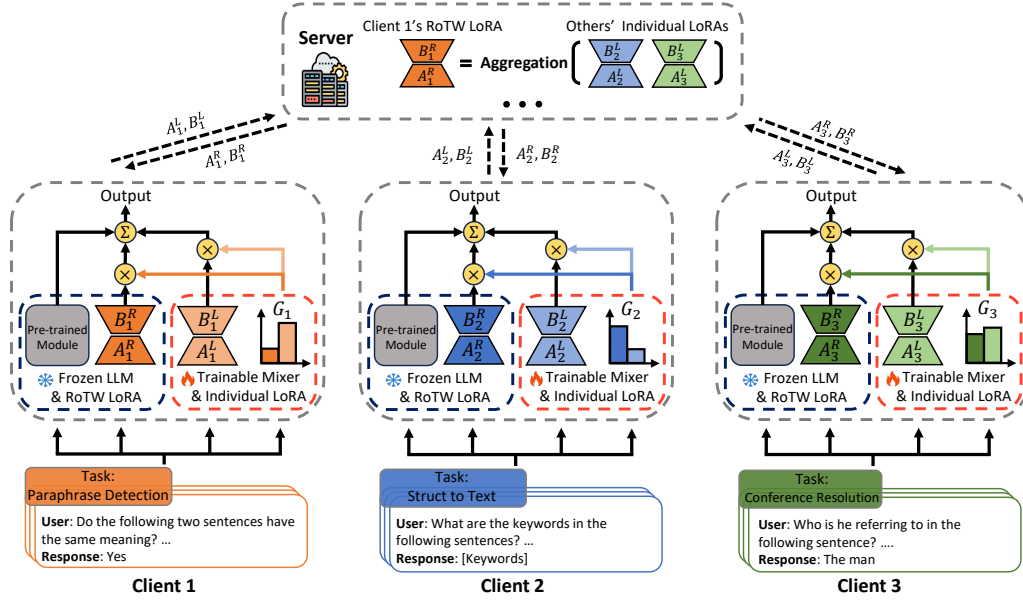 Server
Client 1's RoTW LoRA
Others' Individual LoRAs
B_1^R
A_1^R
= Aggregation
B_2^L
A_2^L
B_3^L
A_3^L
• • •
A_1^L, B_1^L
A_1^R, B_1^R
A_2^L, B_2^L
A_2^R, B_2^R
A_3^R, B_3^R
A_3^L, B_3^L
Output
Σ
×
×
Pre-trained
Module
B_1^R
A_1^R
B_1^L
A_1^L
G_1
Frozen LLM
& RoTW LoRA
Trainable Mixer
& Individual LoRA
Task:
Paraphrase Detection
User: Do the following two sentences have
the same meaning? ...
Response: Yes
Client 1
Output
Σ
×
×
Pre-trained
Module
B_2^R
A_2^R
B_2^L
A_2^L
G_2
Frozen LLM
& RoTW LoRA
Trainable Mixer
& Individual LoRA
Task:
Struct to Text
User: What are the keywords in the
following sentences? ...
Response: [Keywords]
Client 2
Output
Σ
×
×
Pre-trained
Module
B_3^R
A_3^R
B_3^L
A_3^L
G_3
Frozen LLM
& RoTW LoRA
Trainable Mixer
& Individual LoRA
Task:
Conference Resolution
User: Who is he referring to in the
following sentence? ....
Response: The man
Client 3